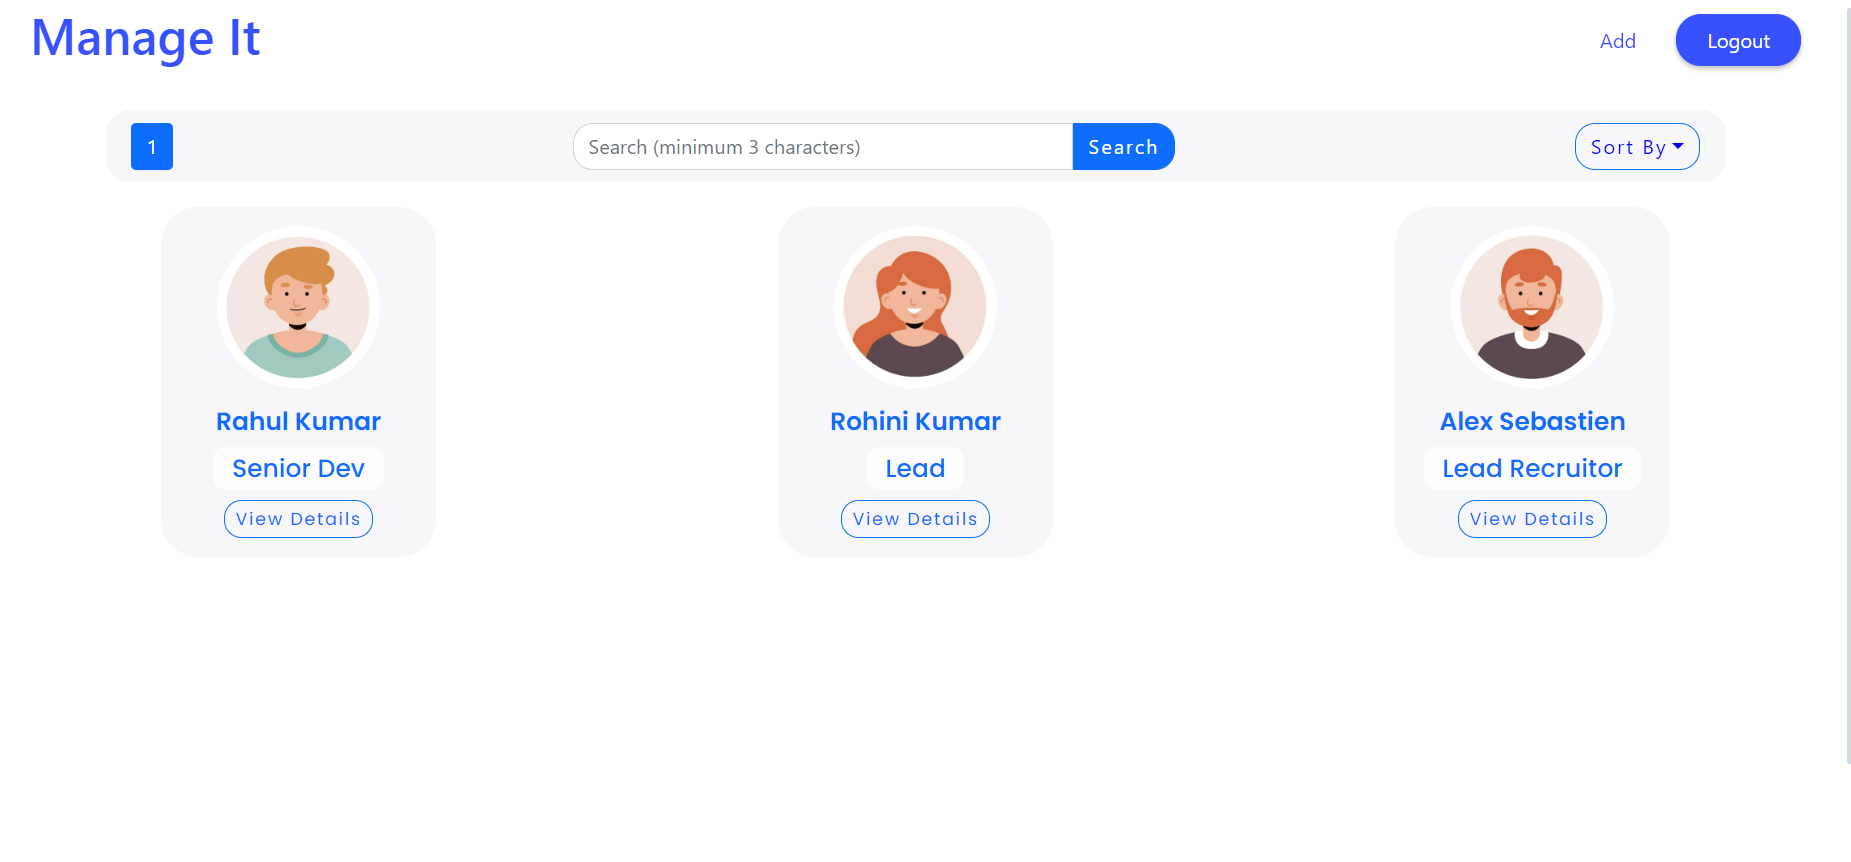 Manage It
Add
Logout
1
Search (minimum 3 characters)
Search
Sort By
Rahul Kumar
Senior Dev
View Details
Rohini Kumar
Lead
View Details
Alex Sebastien
Lead Recruitor
View Details